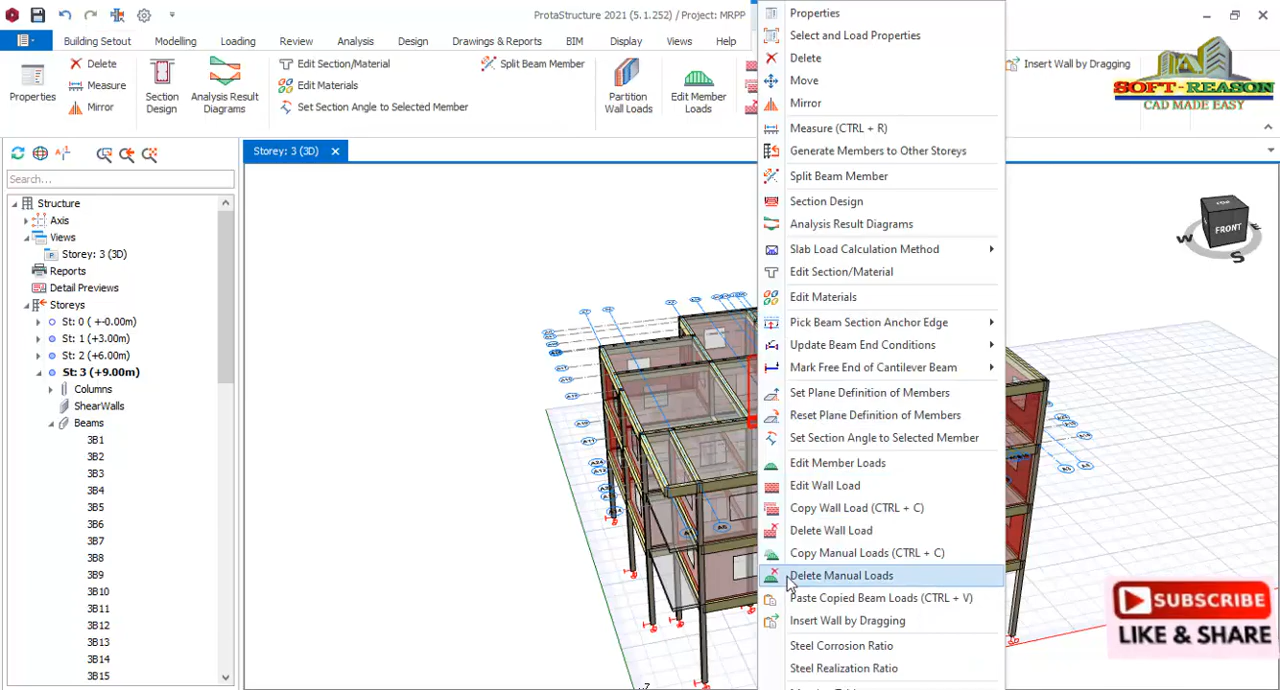 ProtaStructure 2021 (5.1.252) / Project: MRPP
Building Setout
Modelling
Loading
Review
Analysis
Design
Drawings & Reports
BIM
Display
Views
Help
Properties
Delete
Measure
Mirror
Section
Design
Analysis Result
Diagrams
Edit Section/Material
Edit Materials
Set Section Angle to Selected Member
Split Beam Member
Partition
Wall Loads
Edit Member
Loads
Insert Wall by Dragging
SOFT-REASON
CAD MADE EASY
Storey: 3 (3D)
Search...
Structure
Axis
Views
Storey: 3 (3D)
Reports
Detail Previews
Storeys
St: 0 ( +-0.00m)
St: 1 (+3.00m)
St: 2 (+6.00m)
St: 3 (+9.00m)
Columns
ShearWalls
Beams
3B1
3B2
3B3
3B4
3B5
3B6
3B7
3B8
3B9
3B10
3B11
3B12
3B13
3B14
3B15
Properties
Select and Load Properties
Delete
Move
Mirror
Measure (CTRL + R)
Generate Members to Other Storeys
Split Beam Member
Section Design
Analysis Result Diagrams
Slab Load Calculation Method
Edit Section/Material
Edit Materials
Pick Beam Section Anchor Edge
Update Beam End Conditions
Mark Free End of Cantilever Beam
Set Plane Definition of Members
Reset Plane Definition of Members
Set Section Angle to Selected Member
Edit Member Loads
Edit Wall Load
Copy Wall Load (CTRL + C)
Delete Wall Load
Copy Manual Loads (CTRL + C)
Delete Manual Loads
Paste Copied Beam Loads (CTRL + V)
Insert Wall by Dragging
Steel Corrosion Ratio
Steel Realization Ratio
FRONT
W
S
E
SUBSCRIBE
LIKE & SHARE